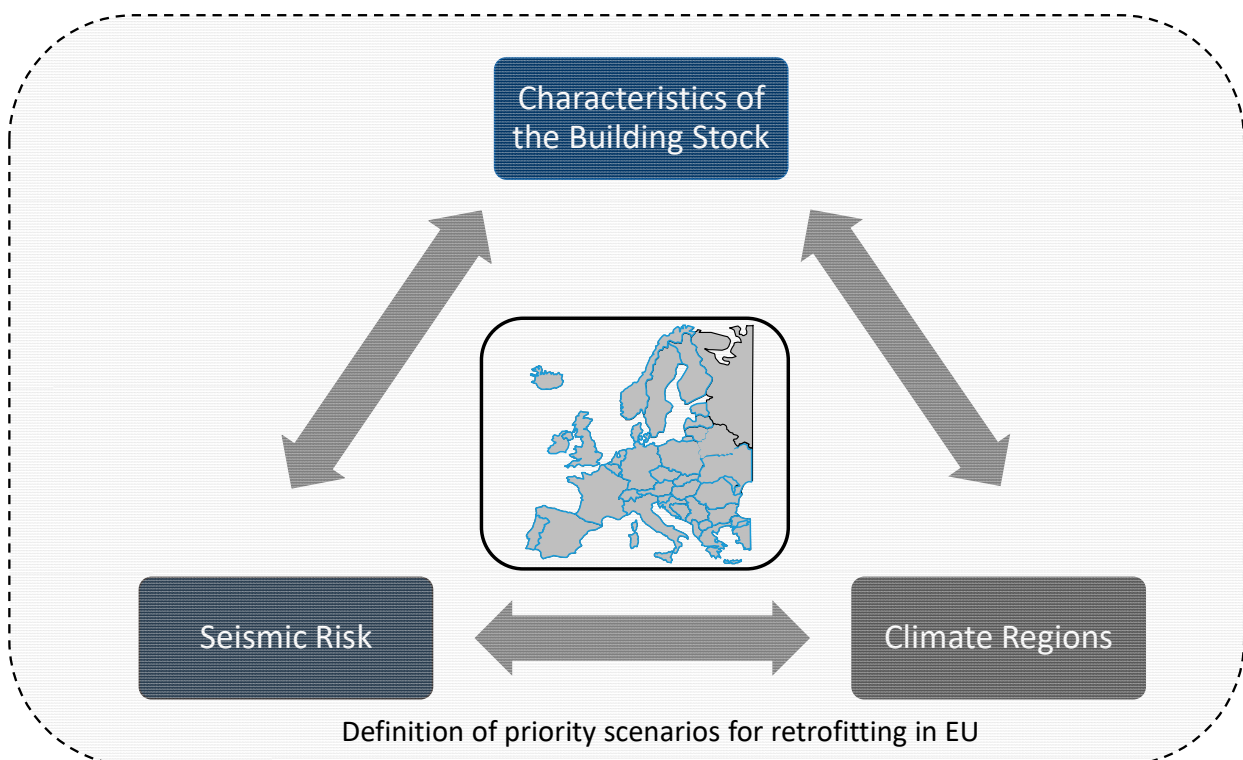 Characteristics of
the Building Stock
Seismic Risk
Climate Regions
Definition of priority scenarios for retrofitting in EU